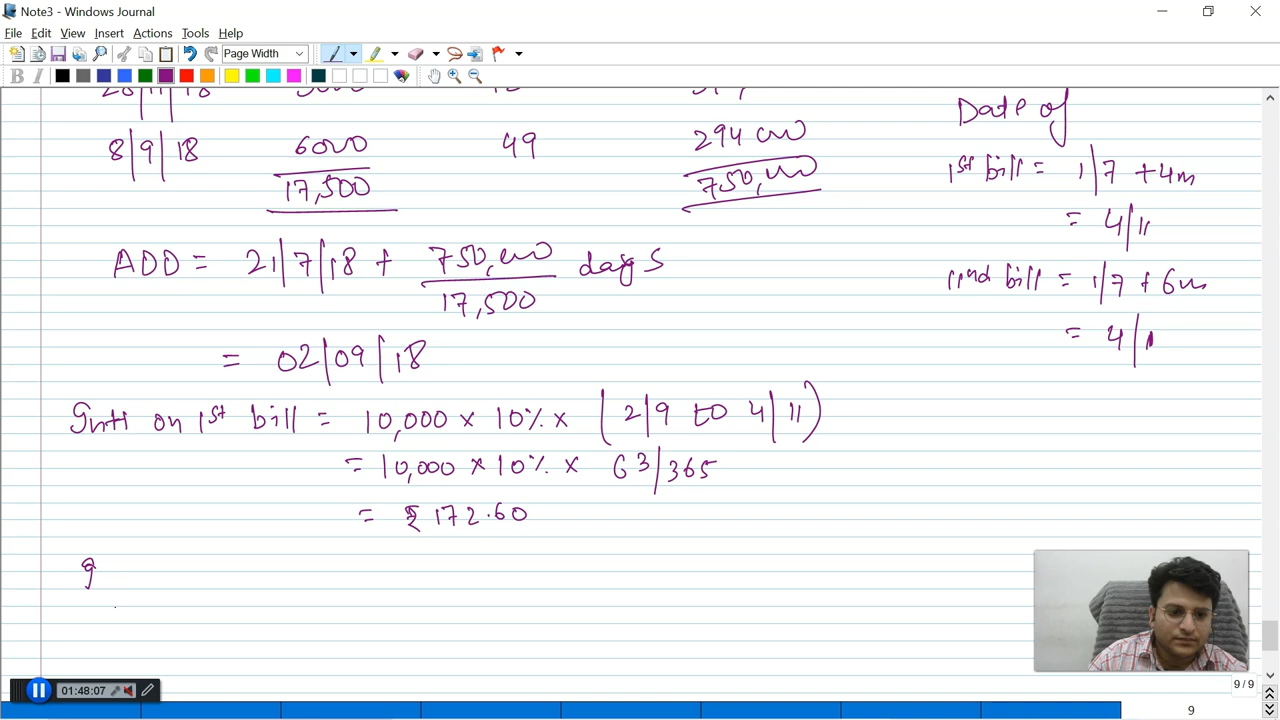 Note3 - Windows Journal
File Edit View Insert Actions Tools Help
Page Width
B I
8/9/18 6000 49 294000
17,500 750,000
ADD = 21/7/18 + 750,000 / 17,500 days
= 02/09/18
Intt on 1st bill = 10,000 × 10% × (2/9 to 4/11)
= 10,000 × 10% × 63/365
= ₹ 172.60
Date of
1st bill = 1/7 + 4m
= 4/11
IInd bill = 1/7 + 6m
= 4/1
01:48:07
9/9
9